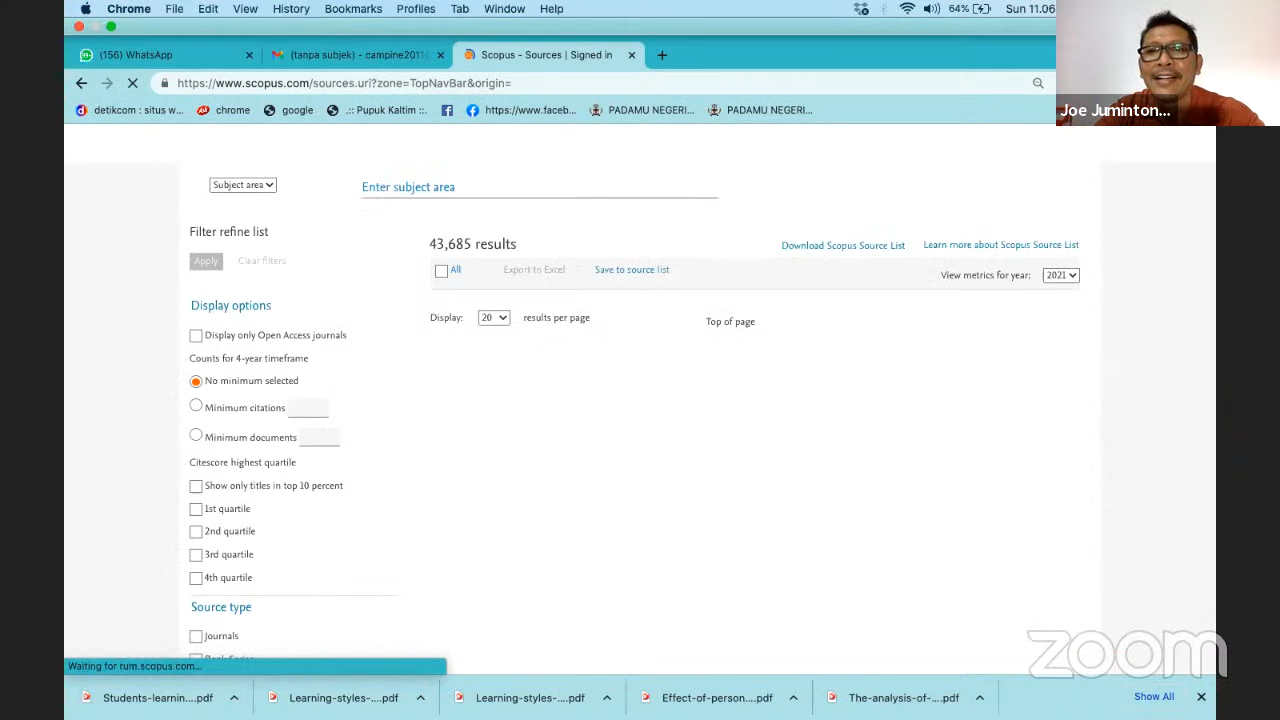 Chrome File Edit View History Bookmarks Profiles Tab Window Help 64% Sun 11.06
(156) WhatsApp
(tanpa subjek) - campine2011@
Scopus - Sources | Signed in
https://www.scopus.com/sources.uri?zone=TopNavBar&origin=
detikcom : situs w... chrome google .:: Pupuk Kaltim ::. https://www.faceb... PADAMU NEGERI... PADAMU NEGERI...
Joe Juminton...
Subject area
Enter subject area
Filter refine list
43,685 results
Download Scopus Source List
Learn more about Scopus Source List
Apply Clear filters
All Export to Excel Save to source list
View metrics for year: 2021
Display options
Display: 20 results per page
Top of page
Display only Open Access journals
Counts for 4-year timeframe
No minimum selected
Minimum citations
Minimum documents
Citescore highest quartile
Show only titles in top 10 percent
1st quartile
2nd quartile
3rd quartile
4th quartile
Source type
Journals
Waiting for rum.scopus.com...
zoom
Students-learnin....pdf
Learning-styles-....pdf
Learning-styles-....pdf
Effect-of-person....pdf
The-analysis-of-....pdf
Show All